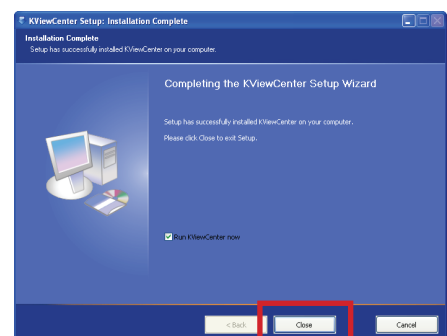 KViewCenter Setup: Installation Complete
Installation Complete
Setup has successfully installed KViewCenter on your computer.
Completing the KViewCenter Setup Wizard
Setup has successfully installed KViewCenter on your computer.
Please click Close to exit Setup.
Run KViewCenter now
< Back
Close
Cancel